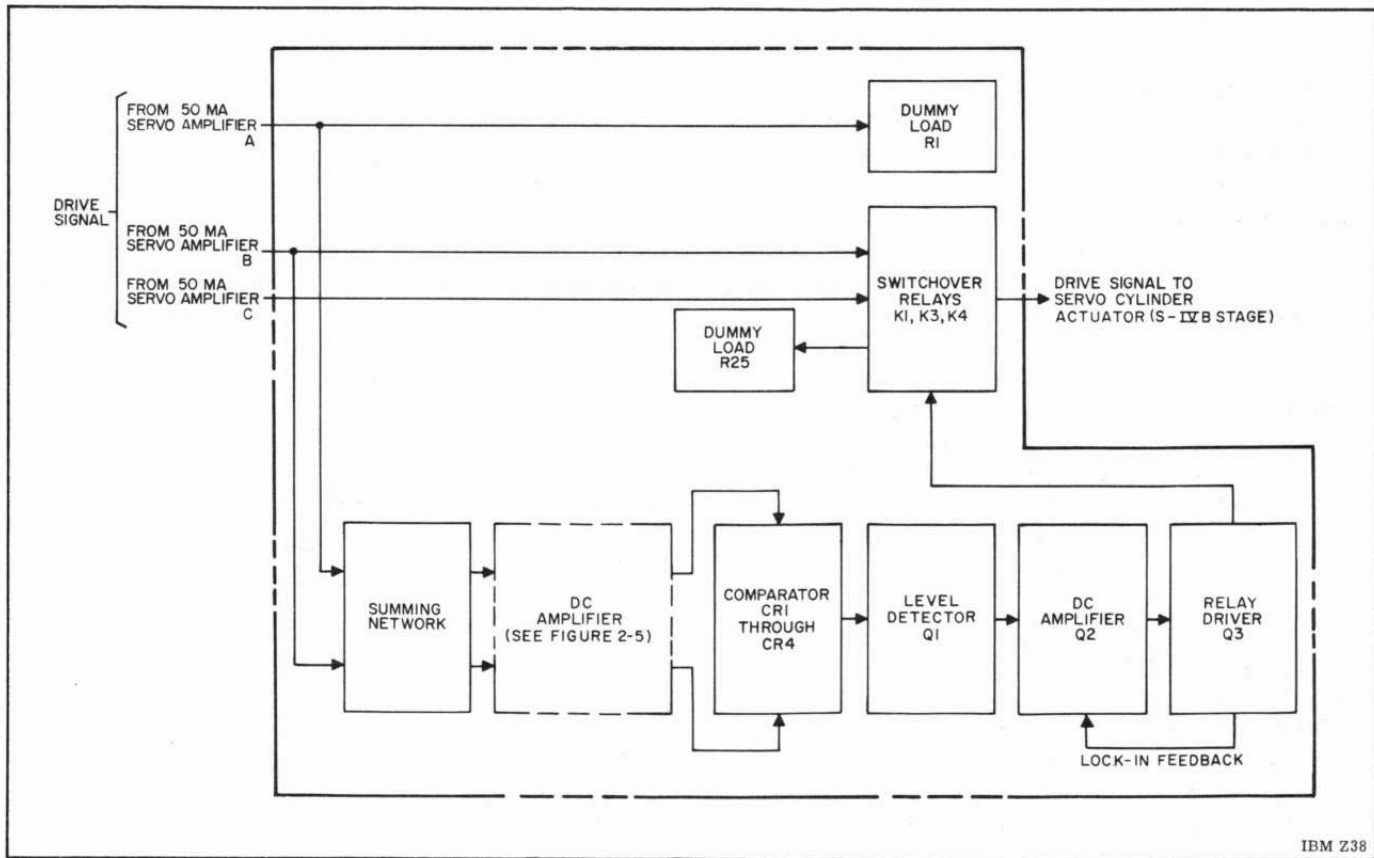 FROM 50 MA
SERVO AMPLIFIER
A
DUMMY
LOAD
R1
DRIVE
SIGNAL
FROM 50 MA
SERVO AMPLIFIER
B
FROM 50 MA
SERVO AMPLIFIER
C
SWITCHOVER
RELAYS
K1, K3, K4
DRIVE SIGNAL TO
SERVO CYLINDER
ACTUATOR (S-IVB STAGE)
DUMMY
LOAD
R25
SUMMING
NETWORK
DC
AMPLIFIER
(SEE FIGURE 2-5)
COMPARATOR
CR1
THROUGH
CR4
LEVEL
DETECTOR
Q1
DC
AMPLIFIER
Q2
RELAY
DRIVER
Q3
LOCK-IN FEEDBACK
IBM Z38